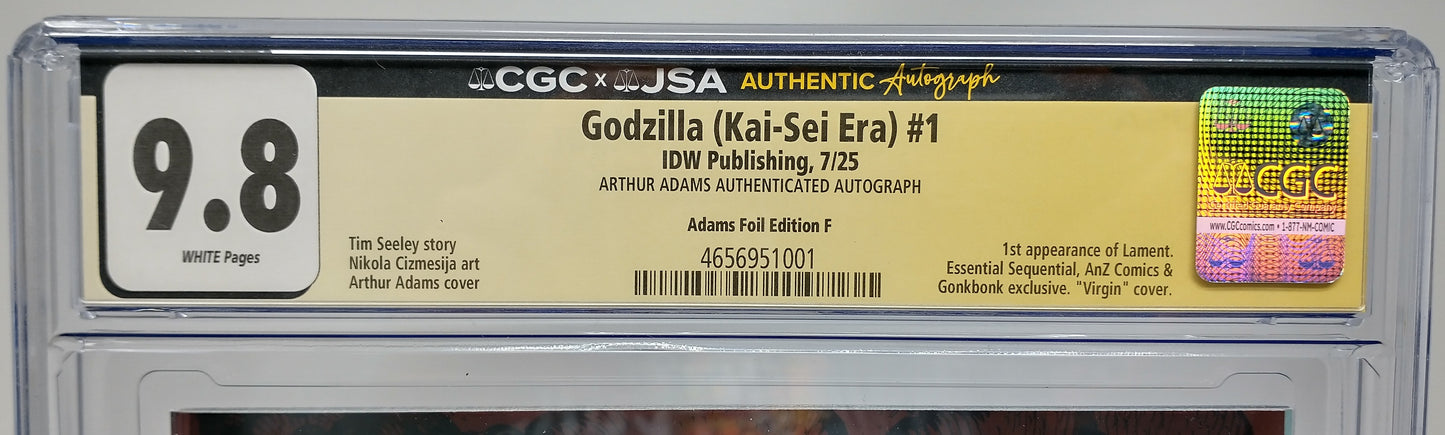 CGC x JSA AUTHENTIC Autograph
9.8
WHITE Pages
Godzilla (Kai-Sei Era) #1
IDW Publishing, 7/25
ARTHUR ADAMS AUTHENTICATED AUTOGRAPH
Adams Foil Edition F
4656951001
Tim Seeley story
Nikola Cizmesija art
Arthur Adams cover
1st appearance of Lament.
Essential Sequential, AnZ Comics &
Gonkbonk exclusive. "Virgin" cover.
CGC
www.CGCcomics.com • 1-877-NM-COMIC